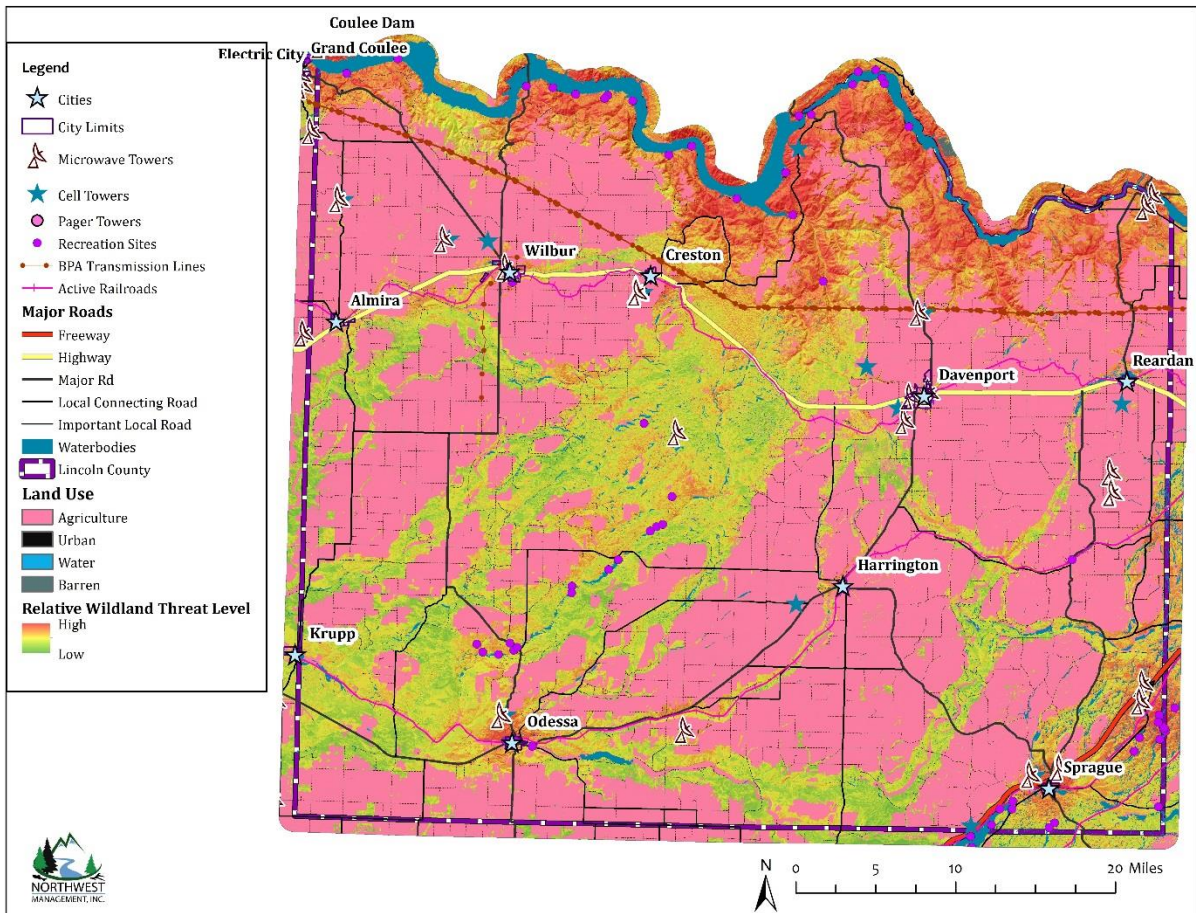 Coulee Dam
Electric City
Grand Coulee
Legend
Cities
City Limits
Microwave Towers
Cell Towers
Pager Towers
Recreation Sites
BPA Transmission Lines
Active Railroads
Major Roads
Freeway
Highway
Major Rd
Local Connecting Road
Important Local Road
Waterbodies
Lincoln County
Land Use
Agriculture
Urban
Water
Barren
Relative Wildland Threat Level
High
Low
Wilbur
Creston
Almira
Davenport
Reardan
Harrington
Krupp
Odessa
Sprague
NORTHWEST
MANAGEMENT, INC.
N
0 5 10 20 Miles